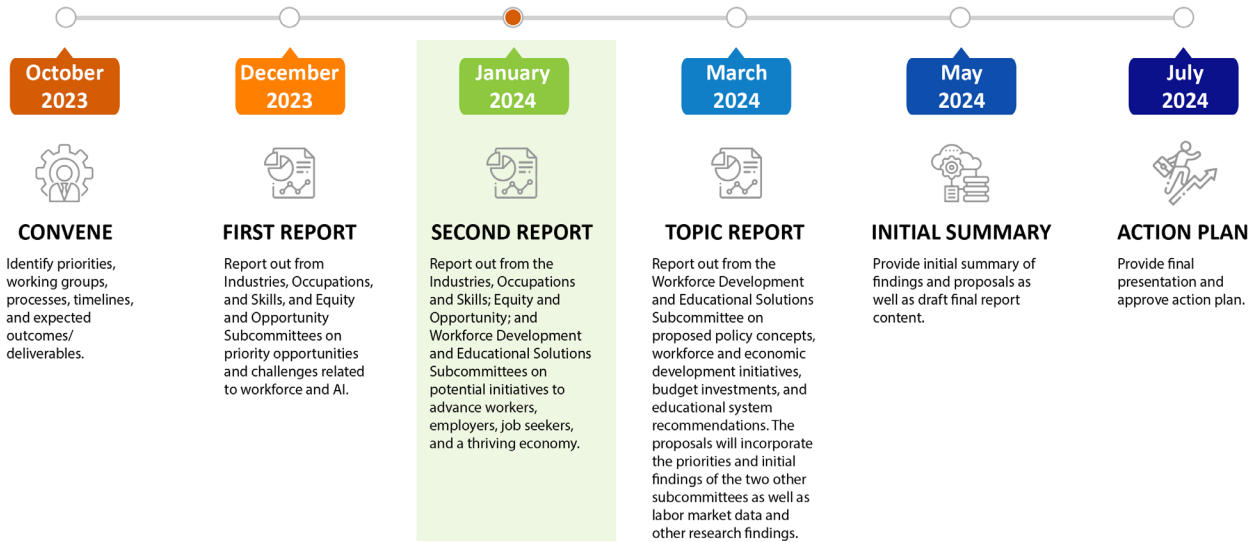 October
2023
December
2023
January
2024
March
2024
May
2024
July
2024
CONVENE
Identify priorities,
working groups,
processes, timelines,
and expected
outcomes/
deliverables.
FIRST REPORT
Report out from
Industries, Occupations,
and Skills, and Equity
and Opportunity
Subcommittees on
priority opportunities
and challenges related
to workforce and AI.
SECOND REPORT
Report out from the
Industries, Occupations
and Skills; Equity and
Opportunity; and
Workforce Development
and Educational Solutions
Subcommittees on
potential initiatives to
advance workers,
employers, job seekers,
and a thriving economy.
TOPIC REPORT
Report out from the
Workforce Development
and Educational Solutions
Subcommittee on
proposed policy concepts,
workforce and economic
development initiatives,
budget investments, and
educational system
recommendations. The
proposals will incorporate
the priorities and initial
findings of the two other
subcommittees as well as
labor market data and
other research findings.
INITIAL SUMMARY
Provide initial summary of
findings and proposals as
well as draft final report
content.
ACTION PLAN
Provide final
presentation and
approve action plan.